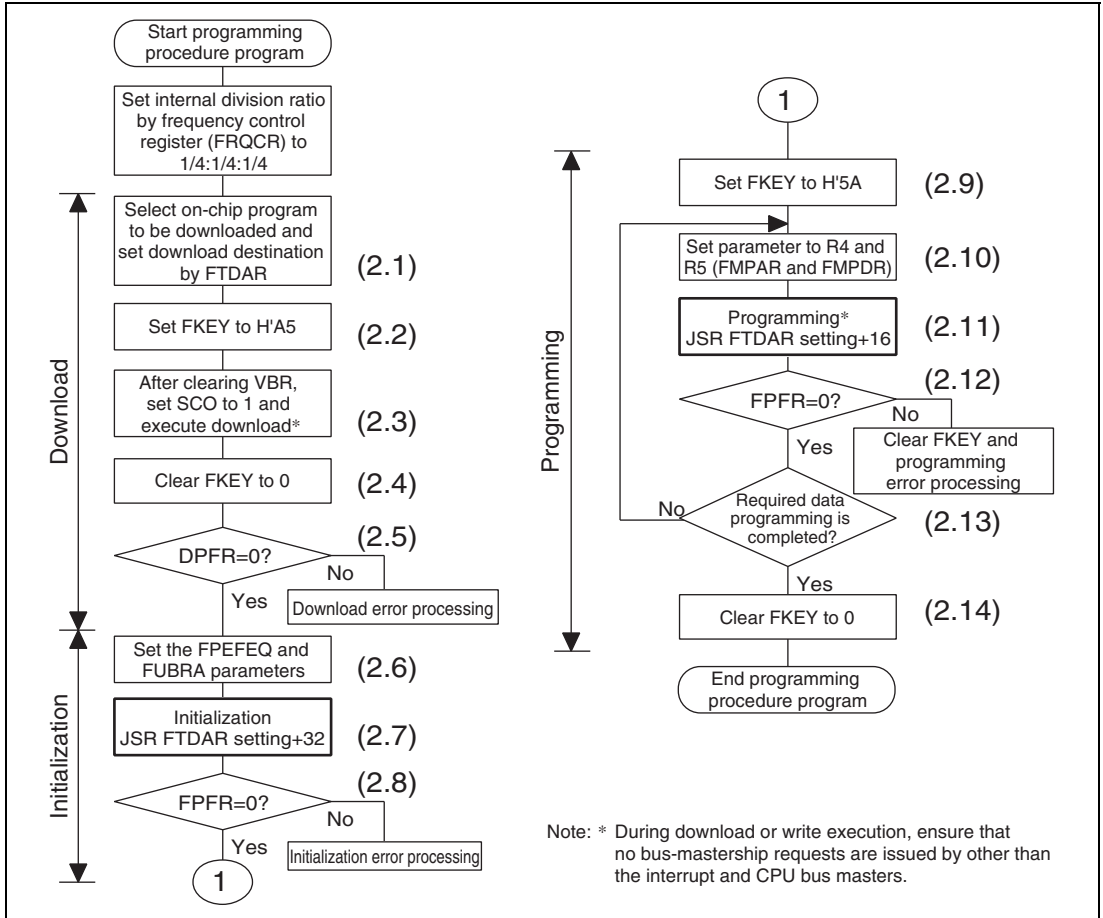 Start programming
procedure program
Set internal division ratio
by frequency control
register (FRQCR) to
1/4:1/4:1/4
Download
Select on-chip program
to be downloaded and
set download destination
by FTDAR
(2.1)
Set FKEY to H'A5
(2.2)
After clearing VBR,
set SCO to 1 and
execute download*
(2.3)
Clear FKEY to 0
(2.4)
DPFR=0?
(2.5)
No
Yes
Download error processing
Initialization
Set the FPEFEQ and
FUBRA parameters
(2.6)
Initialization
JSR FTDAR setting+32
(2.7)
FPFR=0?
(2.8)
No
Yes
Initialization error processing
1
1
Programming
Set FKEY to H'5A
(2.9)
Set parameter to R4 and
R5 (FMPAR and FMPDR)
(2.10)
Programming*
JSR FTDAR setting+16
(2.11)
FPFR=0?
(2.12)
No
Yes
Clear FKEY and
programming
error processing
Required data
programming is
completed?
(2.13)
No
Yes
Clear FKEY to 0
(2.14)
End programming
procedure program
Note: * During download or write execution, ensure that
no bus-mastership requests are issued by other than
the interrupt and CPU bus masters.